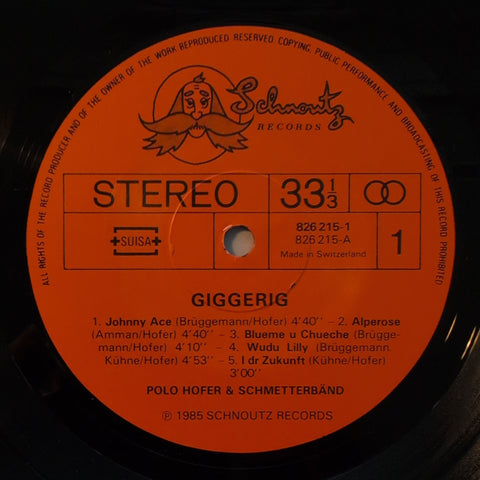 ALL RIGHTS OF THE RECORD PRODUCER AND OF THE OWNER OF THE WORK REPRODUCED RESERVED. COPYING, PUBLIC PERFORMANCE AND BROADCASTING OF THIS RECORD PROHIBITED
Schnoutz
RECORDS
STEREO 33 1/3
SUISA
826 215-1
826 215-A
Made in Switzerland
1
GIGGERIG
1. Johnny Ace (Brüggemann/Hofer) 4'40'' – 2. Alperose
(Amman/Hofer) 4'40'' – 3. Blueme u Chueche (Brügge-
mann/Hofer) 4'10'' – 4. Wudu Lilly (Brüggemann.
Kühne/Hofer) 4'53'' – 5. I dr Zukunft (Kühne/Hofer)
3'00''
POLO HOFER & SCHMETTERBÄND
℗ 1985 SCHNOUTZ RECORDS